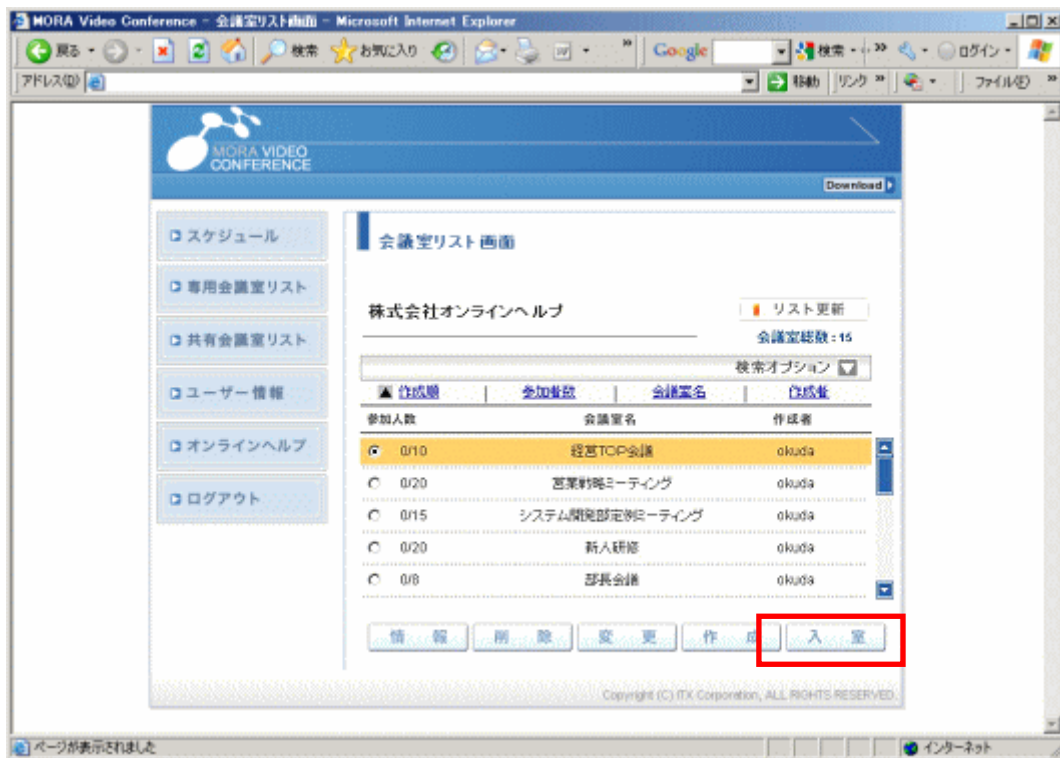 MORA Video Conference - 会議室リスト画面 - Microsoft Internet Explorer
戻る 検索 お気に入り Google 検索 ログイン
アドレス(D) 移動 リンク ファイル(F)
MORA VIDEO
CONFERENCE
Download
スケジュール
専用会議室リスト
共有会議室リスト
ユーザー情報
オンラインヘルプ
ログアウト
会議室リスト画面
株式会社オンラインヘルプ
リスト更新
会議室総数:15
検索オプション
▲ 作成順 | 参加者数 | 会議室名 | 作成者
参加人数 会議室名 作成者
0/10 経営TOP会議 okuda
0/20 営業戦略ミーティング okuda
0/15 システム開発部定例ミーティング okuda
0/20 新人研修 okuda
0/8 部長会議 okuda
情 報 削 除 変 更 作 成 入 室
Copyright (C) ITX Corporation, ALL RIGHTS RESERVED.
ページが表示されました インターネット